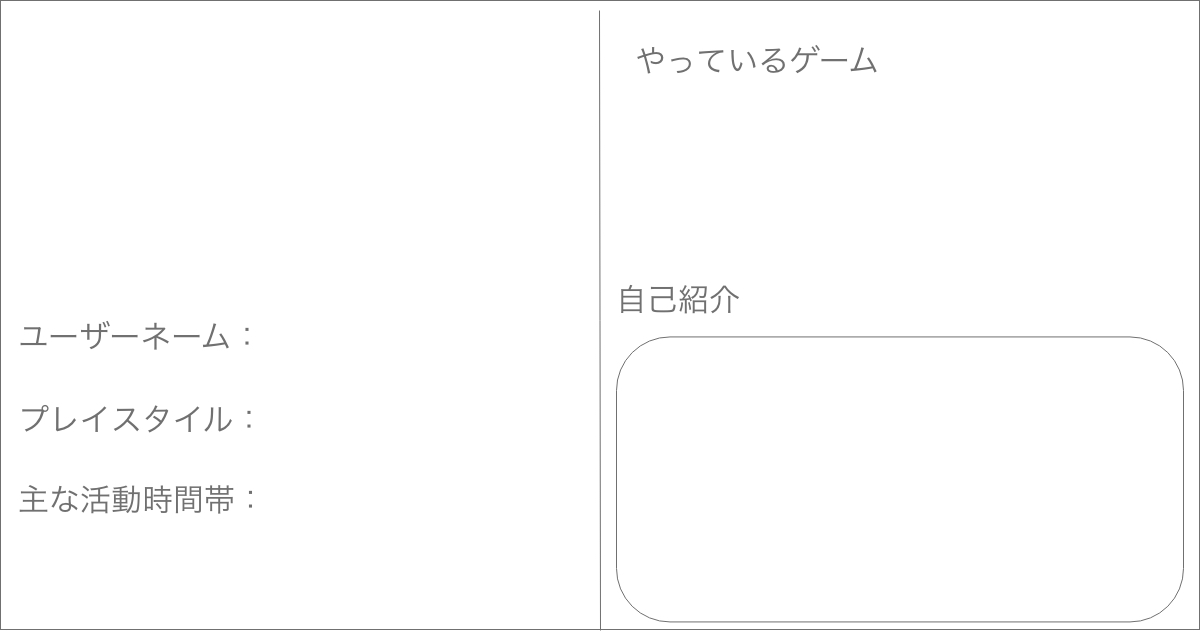 ユーザーネーム：
プレイスタイル：
主な活動時間帯：
やっているゲーム
自己紹介